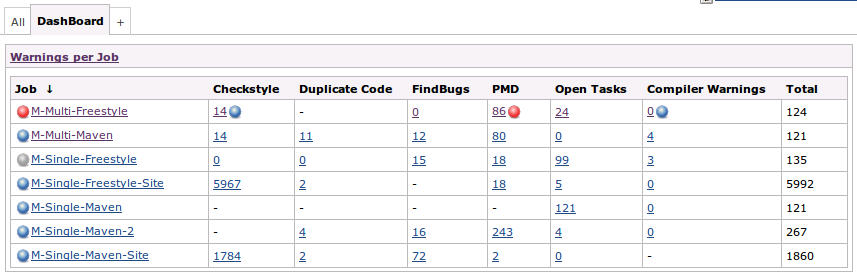 All DashBoard +
Warnings per Job
Job ↓ Checkstyle Duplicate Code FindBugs PMD Open Tasks Compiler Warnings Total
M-Multi-Freestyle 14 - 0 86 24 0 124
M-Multi-Maven 14 11 12 80 0 4 121
M-Single-Freestyle 0 0 15 18 99 3 135
M-Single-Freestyle-Site 5967 2 - 18 5 0 5992
M-Single-Maven - - - - 121 0 121
M-Single-Maven-2 - 4 16 243 4 0 267
M-Single-Maven-Site 1784 2 72 2 0 - 1860